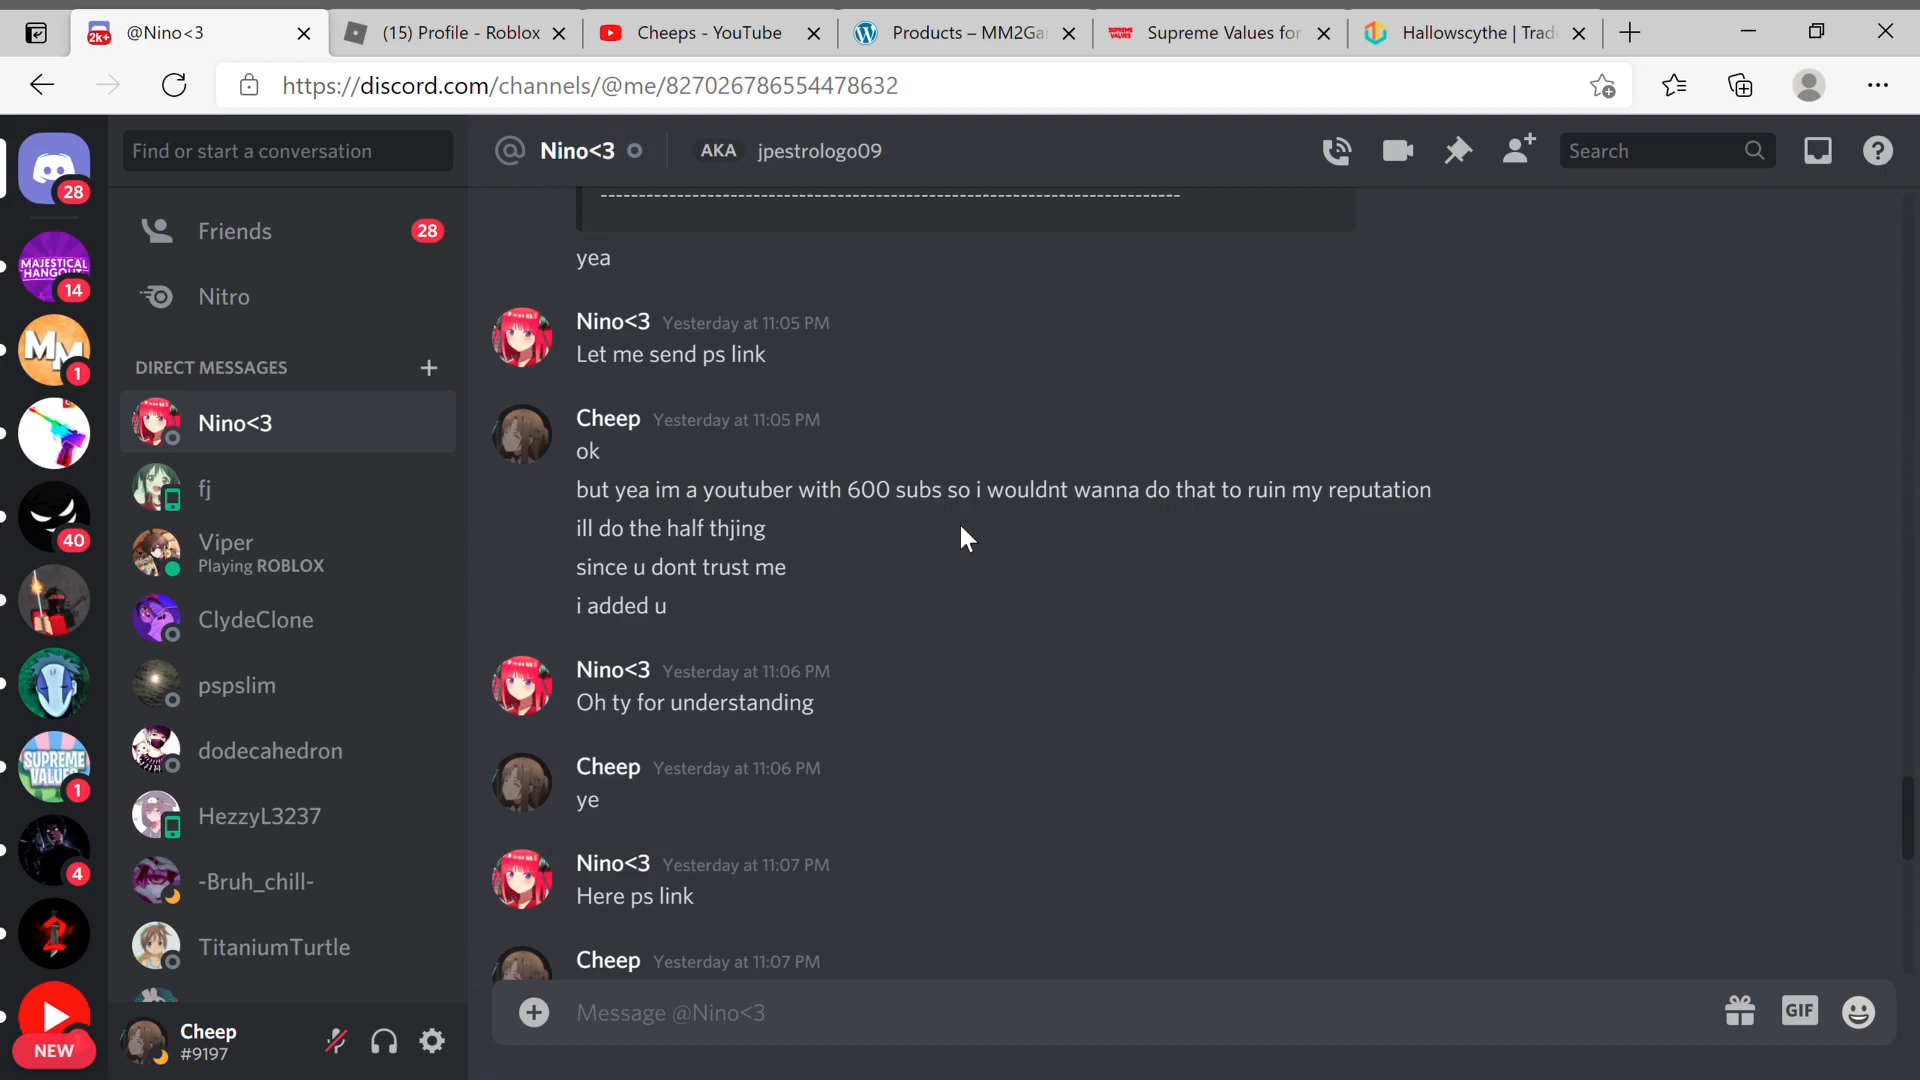 @Nino<3
(15) Profile - Roblox
Cheeps - YouTube
Products – MM2Ga
Supreme Values for
Hallowscythe | Trad
2k+
https://discord.com/channels/@me/827026786554478632
Find or start a conversation
Nino<3
AKA
jpestrologo09
Search
28
Friends
28
Nitro
MAJESTICAL
HANGOUT
14
MM
1
DIRECT MESSAGES
Nino<3
fj
Viper
Playing ROBLOX
40
ClydeClone
pspslim
dodecahedron
SUPREME
VALUES
1
HezzyL3237
4
-Bruh_chill-
TitaniumTurtle
NEW
Cheep
#9197
--------------------------------------------------------------------------------
yea
Nino<3 Yesterday at 11:05 PM
Let me send ps link
Cheep Yesterday at 11:05 PM
ok
but yea im a youtuber with 600 subs so i wouldnt wanna do that to ruin my reputation
ill do the half thjing
since u dont trust me
i added u
Nino<3 Yesterday at 11:06 PM
Oh ty for understanding
Cheep Yesterday at 11:06 PM
ye
Nino<3 Yesterday at 11:07 PM
Here ps link
Cheep Yesterday at 11:07 PM
Message @Nino<3
GIF